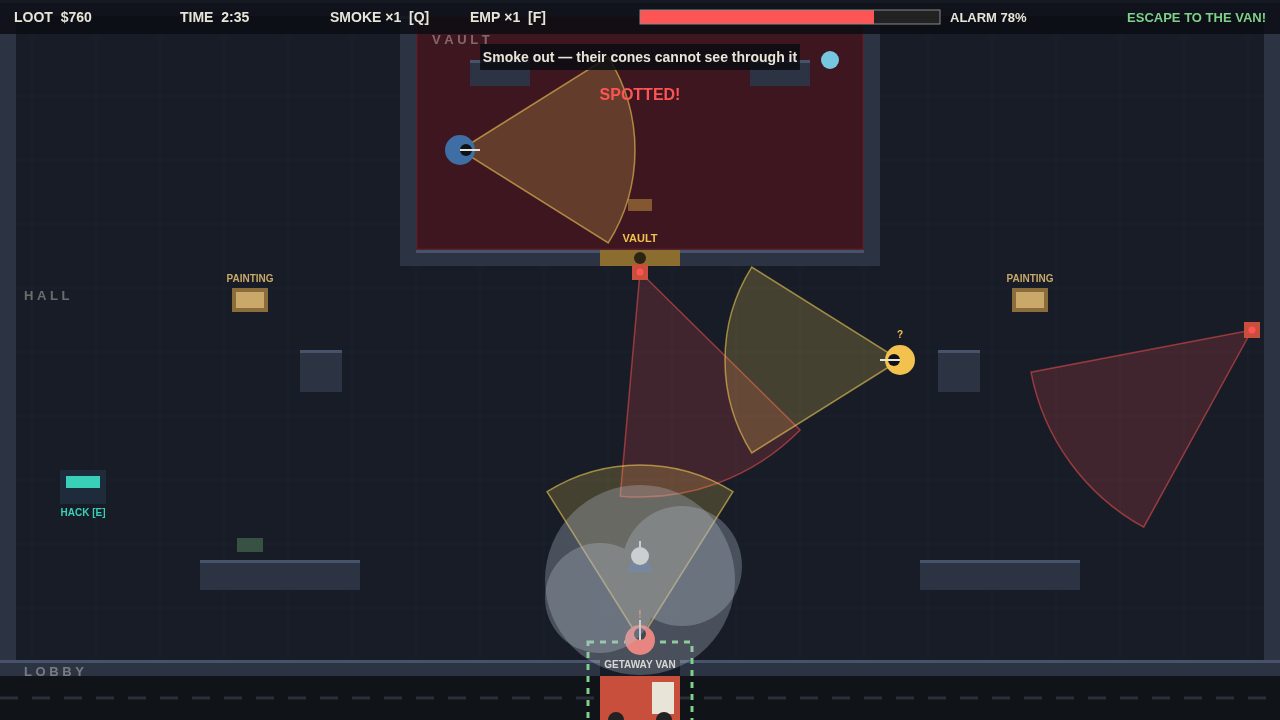 LOOT $760 TIME 2:35 SMOKE ×1 [Q] EMP ×1 [F] ALARM 78% ESCAPE TO THE VAN!
VAULT
Smoke out — their cones cannot see through it
SPOTTED!
VAULT
PAINTING PAINTING
HALL
?
HACK [E]
!
GETAWAY VAN
LOBBY